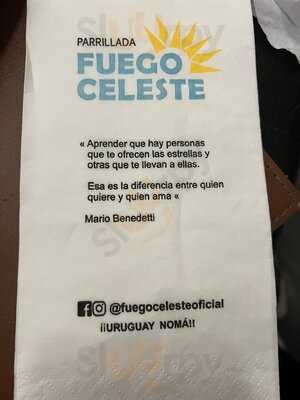 PARRILLADA
FUEGO
CELESTE
« Aprender que hay personas
que te ofrecen las estrellas y
otras que te llevan a ellas.
Esa es la diferencia entre quien
quiere y quien ama «
Mario Benedetti
@fuegocelesteoficial
¡¡URUGUAY NOMÁ!!